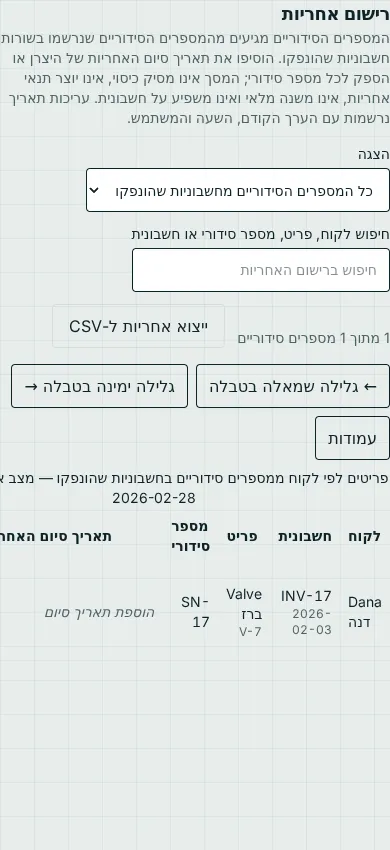 רישום אחריות
המספרים הסידוריים מגיעים מהמספרים הסידוריים שנרשמו בשורות
חשבוניות שהונפקו. הוסיפו את תאריך סיום האחריות של היצרן או
הספק לכל מספר סידורי; המסך אינו מסיק כיסוי, אינו יוצר תנאי
אחריות, אינו משנה מלאי ואינו משפיע על חשבונית. עריכות תאריך
נרשמות עם הערך הקודם, השעה והמשתמש.
הצגה
כל המספרים הסידוריים מחשבוניות שהונפקו
חיפוש לקוח, פריט, מספר סידורי או חשבונית
חיפוש ברישום האחריות
1 מתוך 1 מספרים סידוריים
ייצוא אחריות ל-CSV
← גלילה שמאלה בטבלה
גלילה ימינה בטבלה →
עמודות
פריטים לפי לקוח ממספרים סידוריים בחשבוניות שהונפקו — מצב
2026-02-28
לקוח חשבונית פריט מספר סידורי תאריך סיום
Dana דנה
INV-17
2026-02-03
Valve ברז
V-7
SN-17
הוספת תאריך סיום